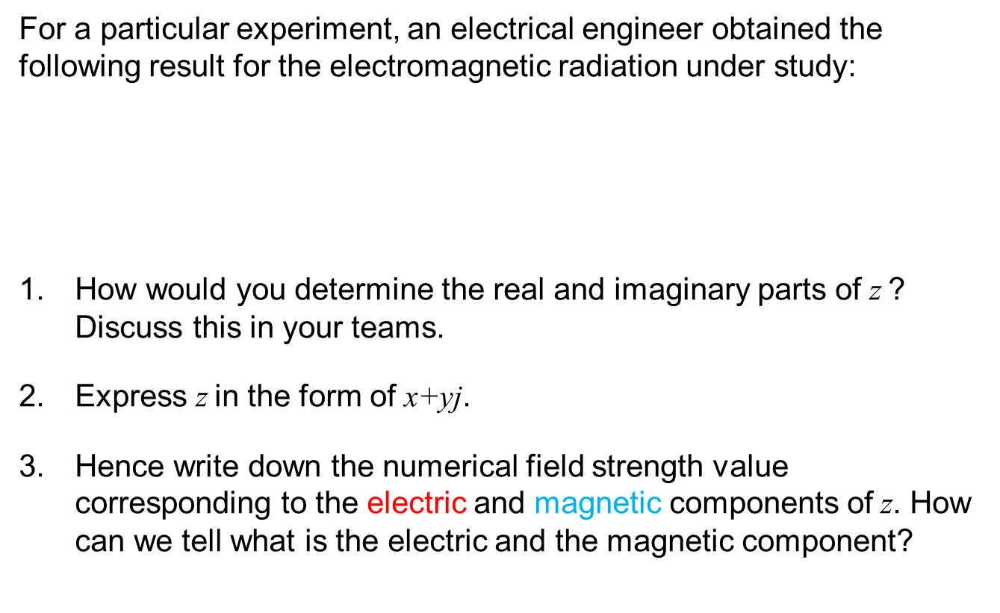 For a particular experiment, an electrical engineer obtained the
following result for the electromagnetic radiation under study:
1. How would you determine the real and imaginary parts of z ?
Discuss this in your teams.
2. Express z in the form of x+yj.
3. Hence write down the numerical field strength value
corresponding to the electric and magnetic components of z. How
can we tell what is the electric and the magnetic component?